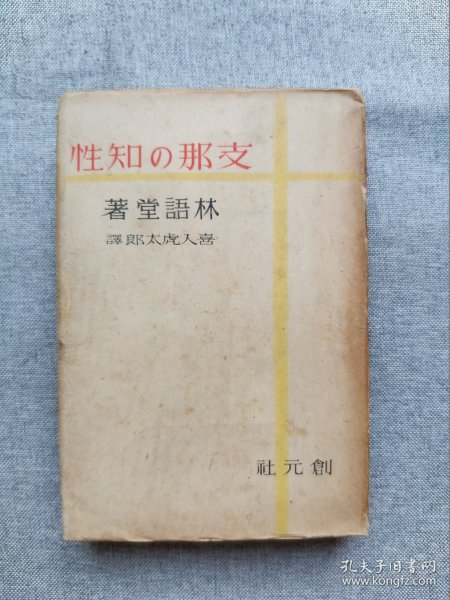 支那の知性
林語堂著
喜入虎太郎譯
創元社
孔夫子旧书网
www.kongfz.com